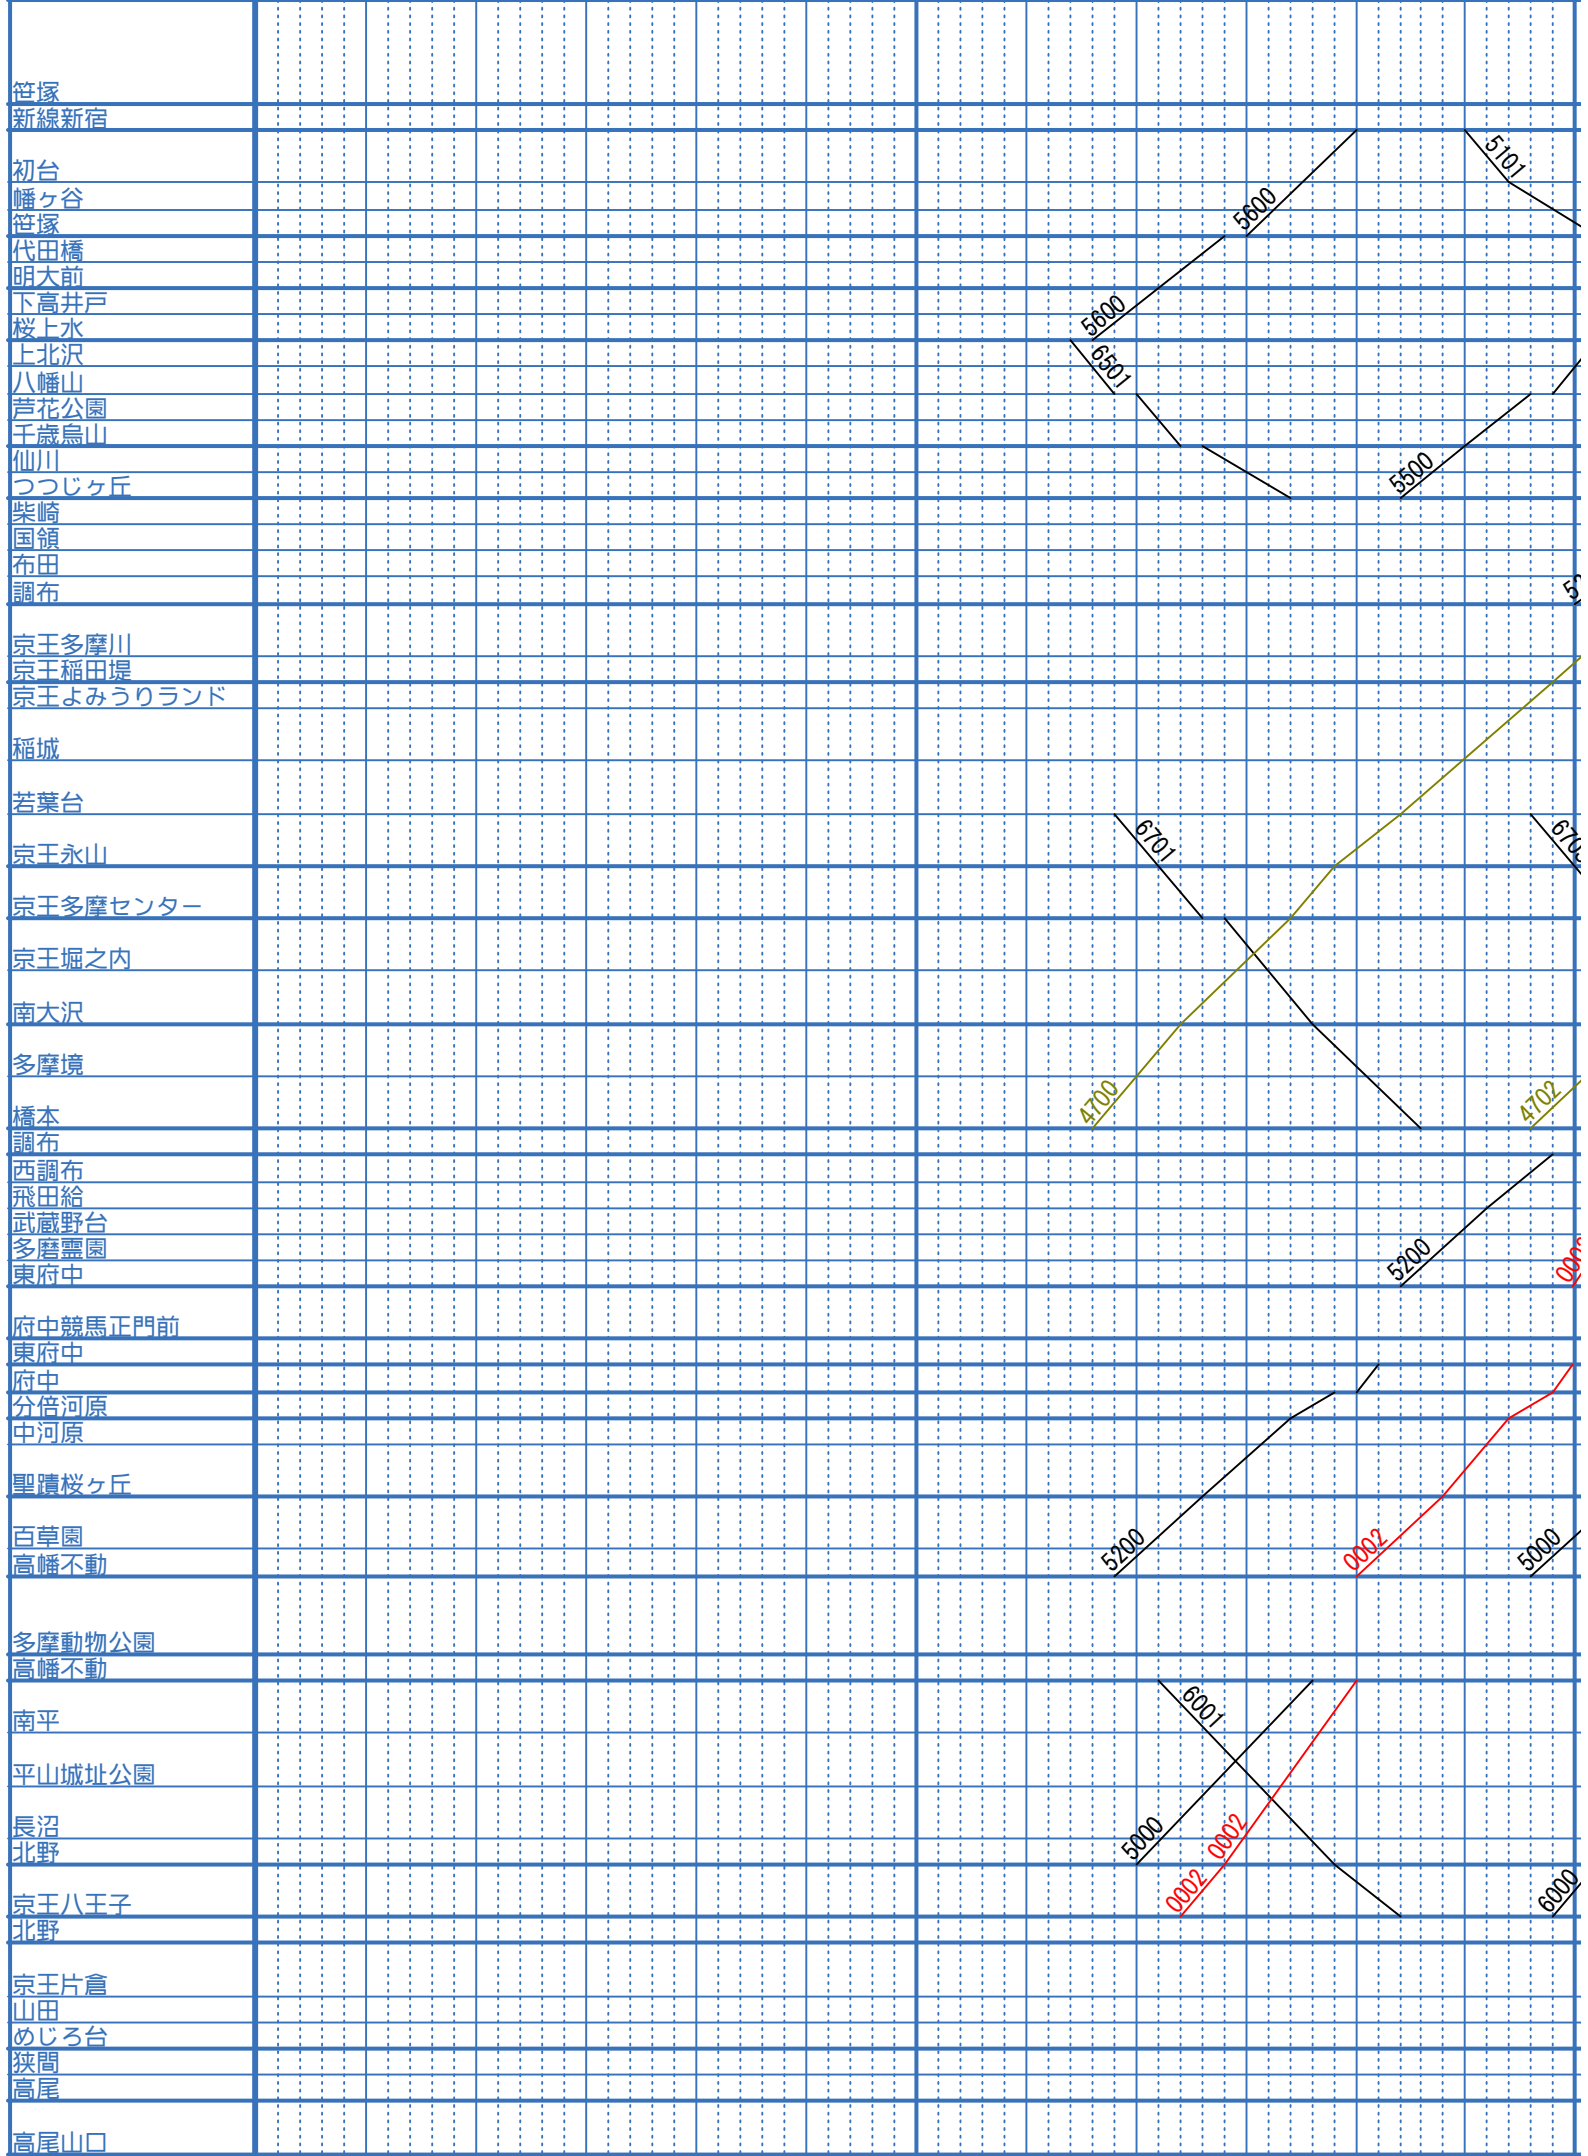 笹塚
新線新宿
初台
5101
幡ヶ谷
笹塚
5600
代田橋
明大前
下高井戸
桜上水
5600
上北沢
6501
八幡山
芦花公園
千歳烏山
仙川
つつじヶ丘
5500
柴崎
国領
布田
調布
京王多摩川
京王稲田堤
京王よみうりランド
稲城
若葉台
京王永山
6701
京王多摩センター
京王堀之内
南大沢
多摩境
橋本
4700
4702
調布
西調布
飛田給
武蔵野台
多磨霊園
東府中
5200
府中競馬正門前
東府中
府中
分倍河原
中河原
聖蹟桜ヶ丘
百草園
高幡不動
5200
0002
5000
多摩動物公園
高幡不動
南平
6001
平山城址公園
長沼
北野
5000
0002
京王八王子
0002
6000
北野
京王片倉
山田
めじろ台
狭間
高尾
高尾山口